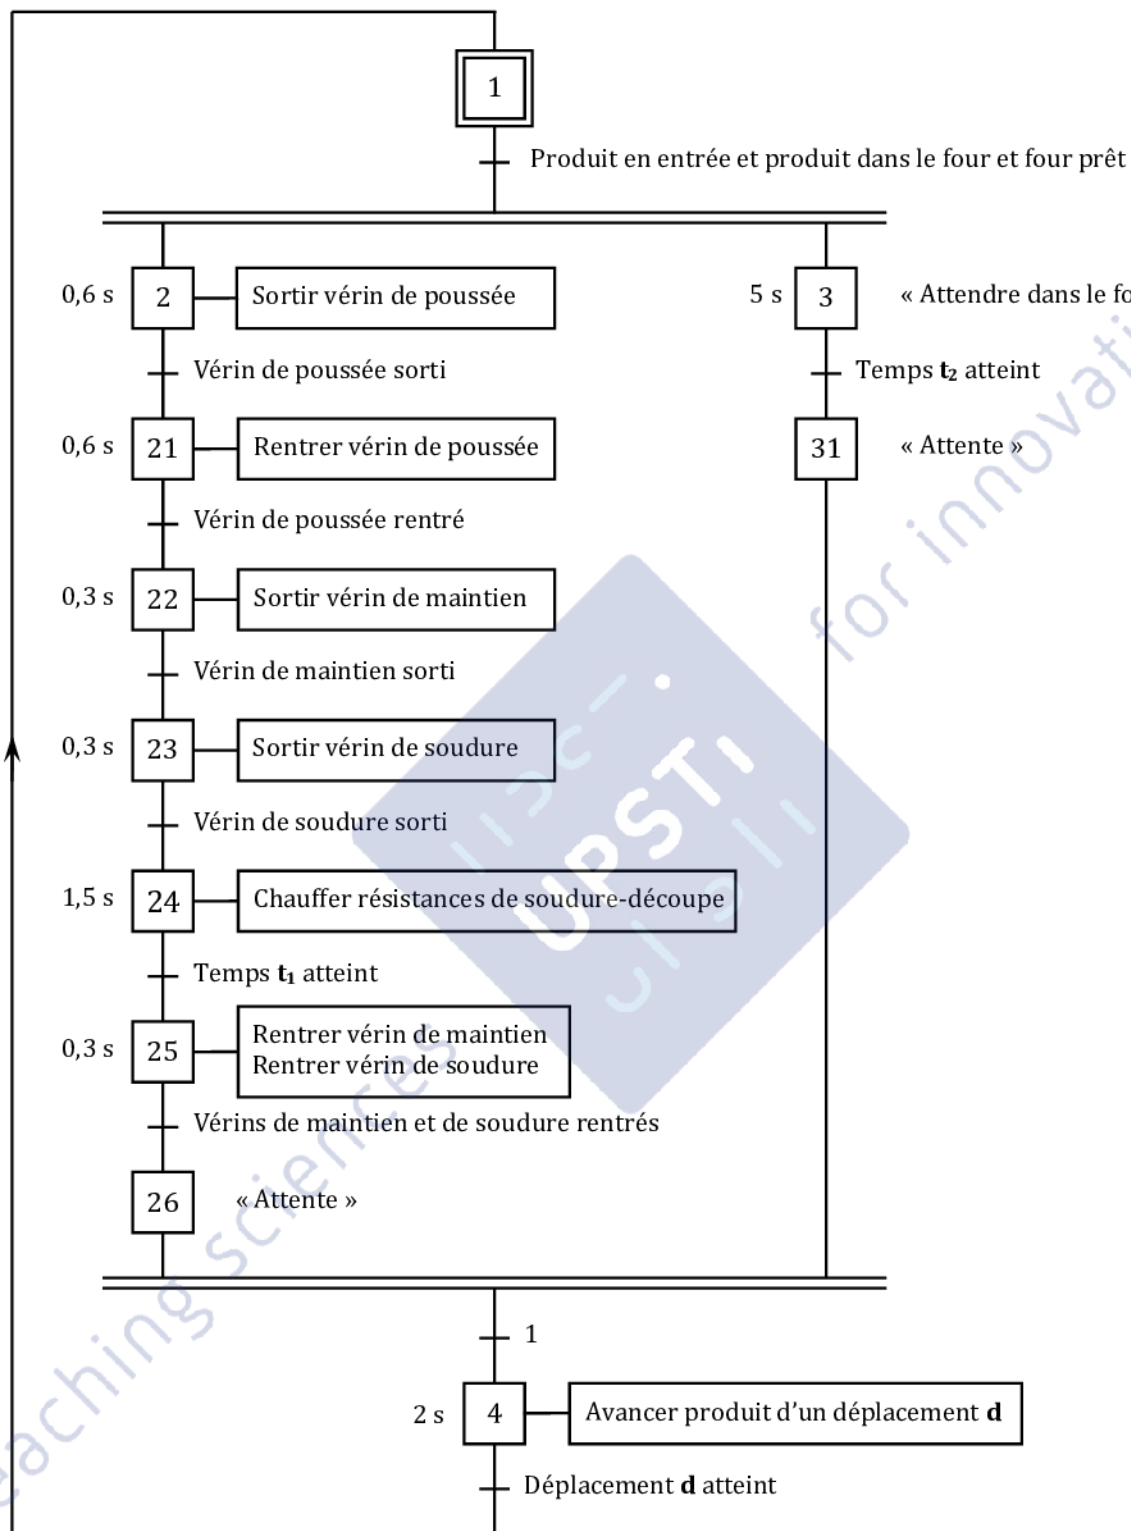 1
Produit en entrée et produit dans le four et four prêt
0,6 s 2 Sortir vérin de poussée
5 s 3 « Attendre dans le fo
Vérin de poussée sorti
Temps t₂ atteint
0,6 s 21 Rentrer vérin de poussée
31 « Attente »
Vérin de poussée rentré
0,3 s 22 Sortir vérin de maintien
Vérin de maintien sorti
0,3 s 23 Sortir vérin de soudure
Vérin de soudure sorti
1,5 s 24 Chauffer résistances de soudure-découpe
Temps t₁ atteint
0,3 s 25 Rentrer vérin de maintien
Rentrer vérin de soudure
Vérins de maintien et de soudure rentrés
26 « Attente »
1
2 s 4 Avancer produit d'un déplacement d
Déplacement d atteint
eaching sciences
UPSTI
for innovati